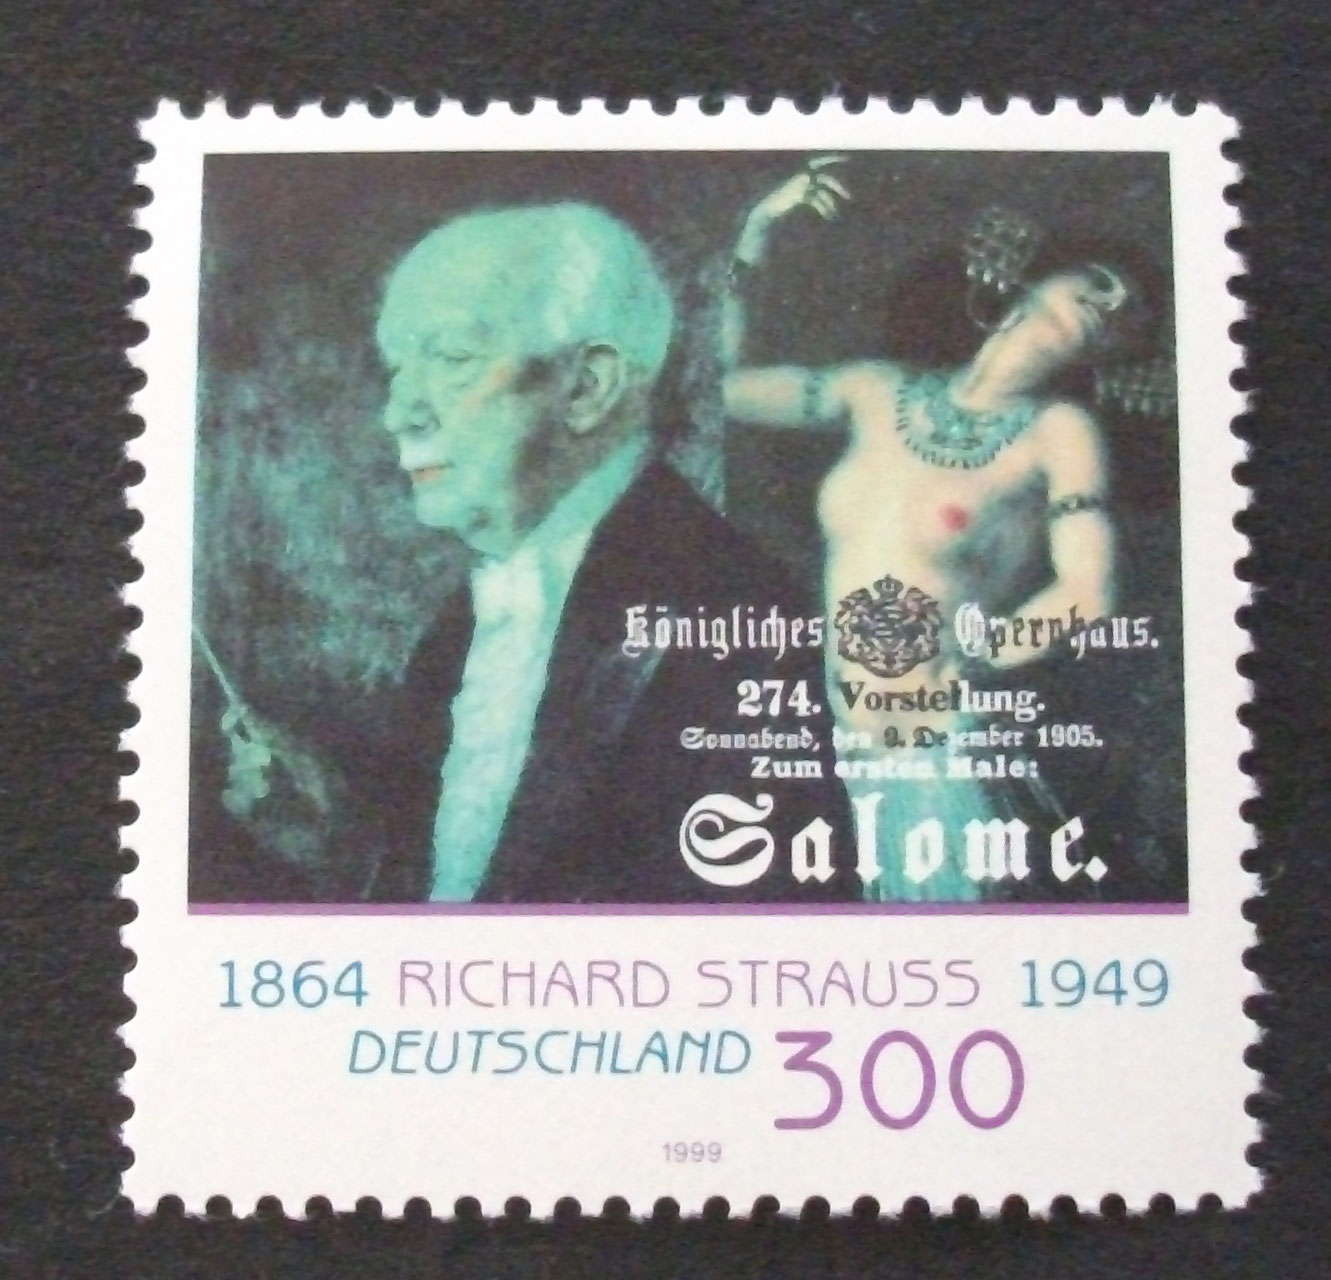 Königliches Opernhaus.
274. Vorstellung.
Sonnabend, den 9. Dezember 1905.
Zum ersten Male:
Salome.
1864 RICHARD STRAUSS 1949
DEUTSCHLAND 300
1999